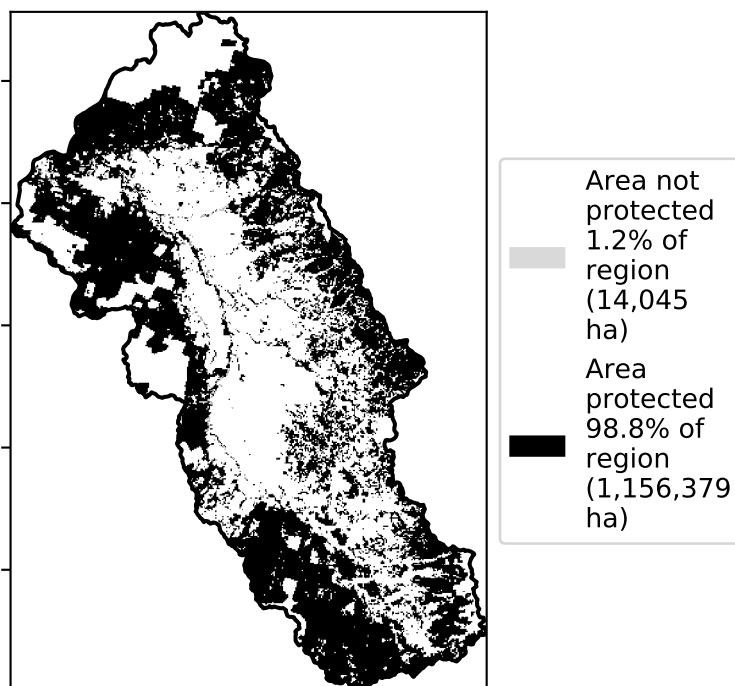 Area not
protected
1.2% of
region
(14,045
ha)
Area
protected
98.8% of
region
(1,156,379
ha)